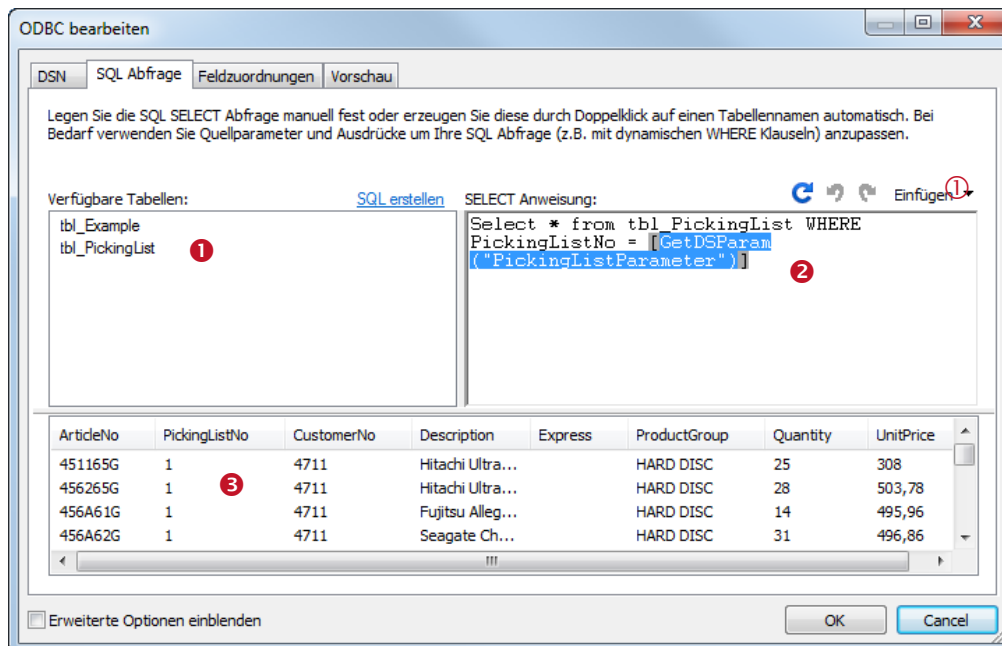 ODBC bearbeiten
DSN SQL Abfrage Feldzuordnungen Vorschau
Legen Sie die SQL SELECT Abfrage manuell fest oder erzeugen Sie diese durch Doppelklick auf einen Tabellennamen automatisch. Bei
Bedarf verwenden Sie Quellparameter und Ausdrücke um Ihre SQL Abfrage (z.B. mit dynamischen WHERE Klauseln) anzupassen.
Verfügbare Tabellen: SQL erstellen SELECT Anweisung: Einfügen ①
tbl_Example
tbl_PickingList
❶
Select * from tbl_PickingList WHERE
PickingListNo = [GetDSParam
("PickingListParameter")]
❷
ArticleNo PickingListNo CustomerNo Description Express ProductGroup Quantity UnitPrice
451165G 1 4711 Hitachi Ultra... HARD DISC 25 308
456265G 1 ❸ 4711 Hitachi Ultra... HARD DISC 28 503,78
456A61G 1 4711 Fujitsu Alleg... HARD DISC 14 495,96
456A62G 1 4711 Seagate Ch... HARD DISC 31 496,86
Erweiterte Optionen einblenden OK Cancel